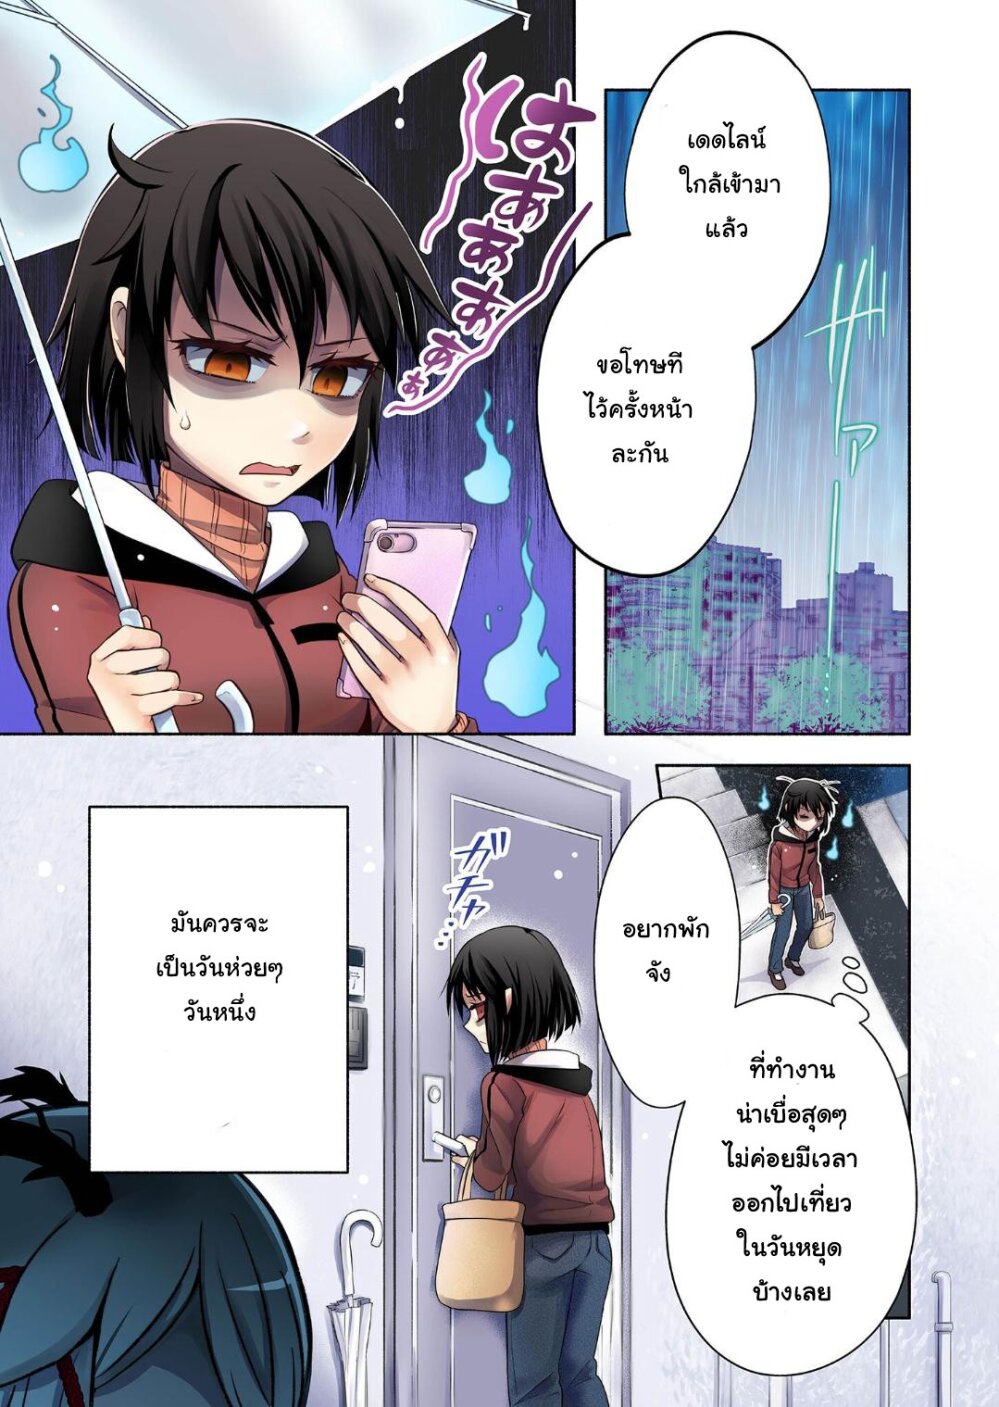 เดดไลน์
ใกล้เข้ามา
แล้ว
ขอโทษที
ไว้ครั้งหน้า
ละกัน
ザァ
はぁぁぁぁぁ
อยากพัก
จัง
ที่ทำงาน
น่าเบื่อสุดๆ
ไม่ค่อยมีเวลา
ออกไปเที่ยว
ในวันหยุด
บ้างเลย
ガチャ
มันควรจะ
เป็นวันห่วยๆ
วันหนึ่ง